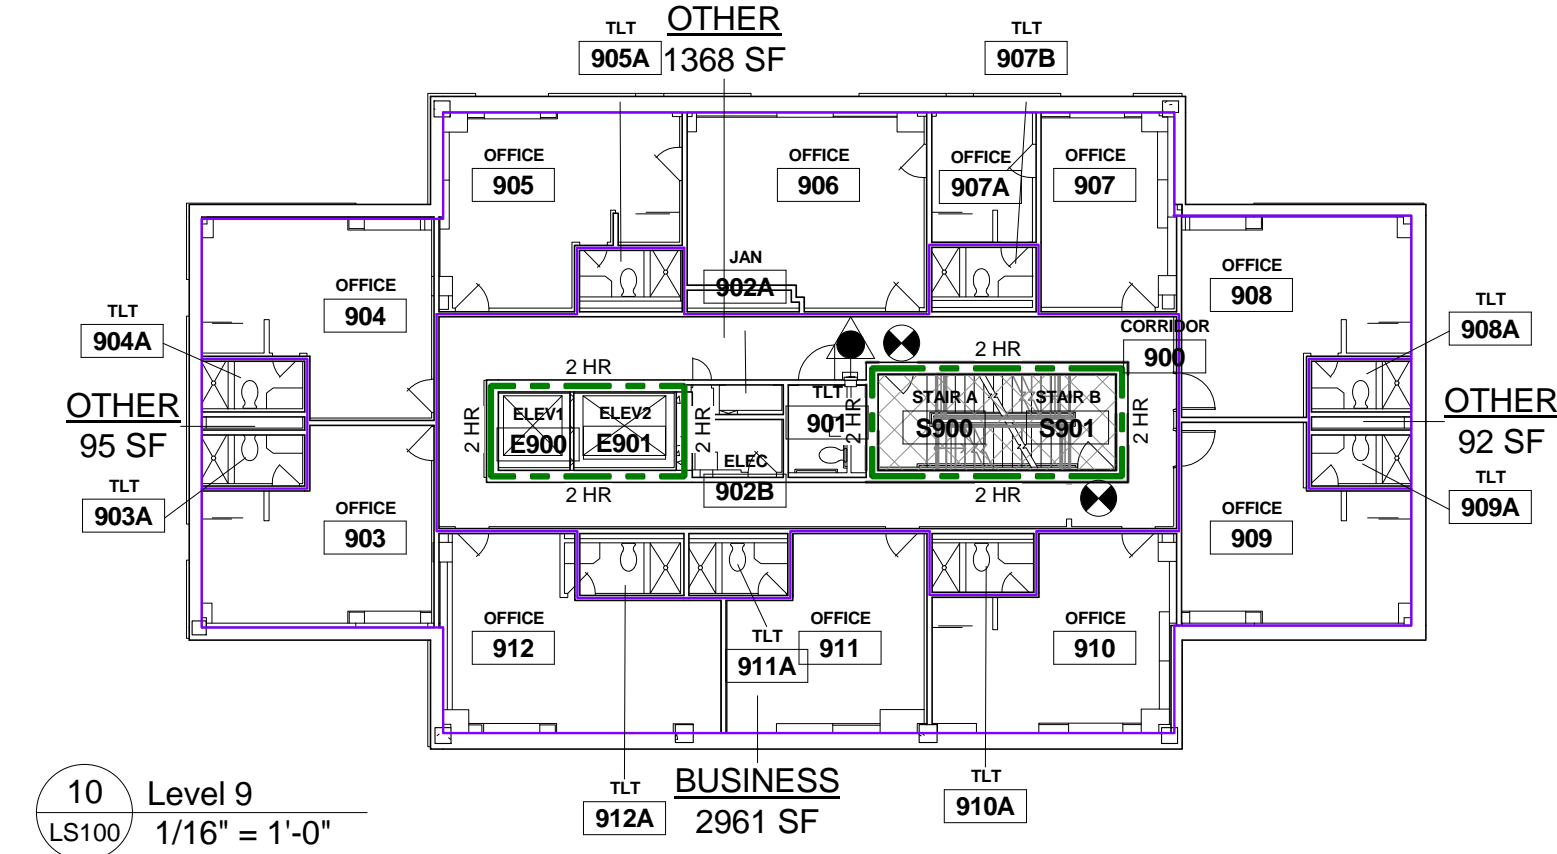 OTHER
1368 SF
TLT
905A
TLT
907B
OFFICE
905
OFFICE
906
OFFICE
907A
OFFICE
907
JAN
902A
OFFICE
904
OFFICE
908
TLT
904A
TLT
908A
CORRIDOR
900
2 HR
2 HR
OTHER
95 SF
OTHER
92 SF
2 HR
ELEV1
E900
ELEV2
E901
2 HR
TLT
901
2 HR
STAIR A
S900
STAIR B
S901
2 HR
ELEC
902B
2 HR
2 HR
TLT
903A
TLT
909A
OFFICE
903
OFFICE
909
OFFICE
912
TLT
911A
OFFICE
911
OFFICE
910
TLT
912A
BUSINESS
2961 SF
TLT
910A
10
LS100
Level 9
1/16" = 1'-0"